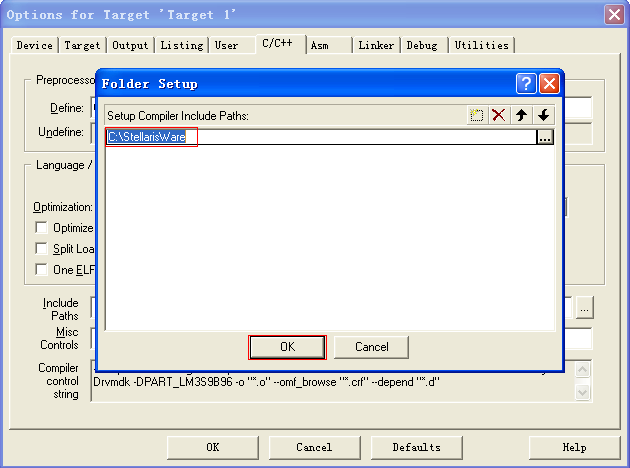 Options for Target 'Target 1'
Device Target Output Listing User C/C++ Asm Linker Debug Utilities
Preprocesso
Folder Setup
Define:
Setup Compiler Include Paths:
Undefine:
C:\StellarisWare
...
Language /
Optimization:
Optimize
Split Loa
One ELF
Include Paths
...
Misc Controls
OK Cancel
Compiler control string
Drvmdk -DPART_LM3S9B96 -o "*.o" --omf_browse "*.crf" --depend "*.d"
OK Cancel Defaults Help